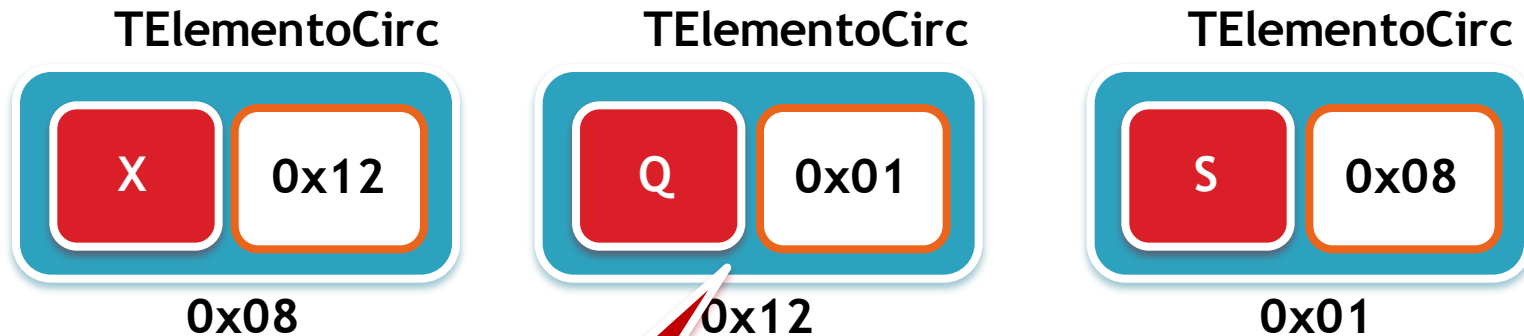 TElementoCirc TElementoCirc TElementoCirc
X 0x12 Q 0x01 S 0x08
0x08 0x12 0x01